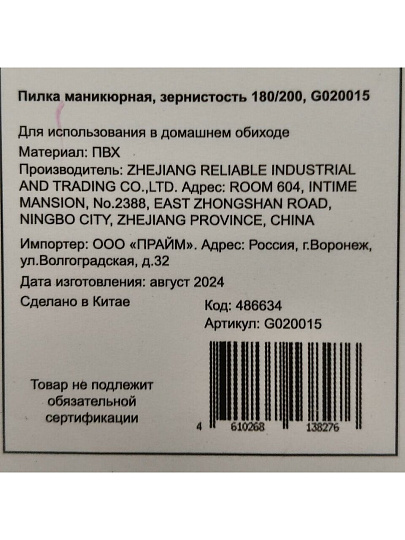 Пилка маникюрная, зернистость 180/200, G020015
Для использования в домашнем обиходе
Материал: ПВХ
Производитель: ZHEJIANG RELIABLE INDUSTRIAL
AND TRADING CO.,LTD. Адрес: ROOM 604, INTIME
MANSION, No.2388, EAST ZHONGSHAN ROAD,
NINGBO CITY, ZHEJIANG PROVINCE, CHINA
Импортер: ООО «ПРАЙМ». Адрес: Россия, г.Воронеж,
ул.Волгоградская, д.32
Дата изготовления: август 2024
Сделано в Китае
Код: 486634
Артикул: G020015
Товар не подлежит
обязательной
сертификации
4 610268 138276